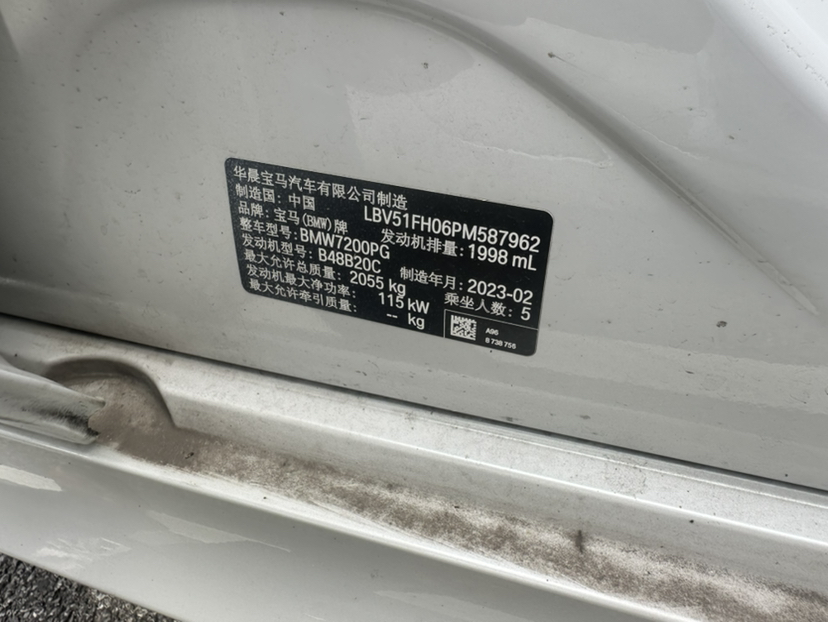 华晨宝马汽车有限公司制造
制造国: 中国 LBV51FH06PM587962
品牌: 宝马(BMW)牌 发动机排量: 1998 mL
整车型号: BMW7200PG
发动机型号: B48B20C 制造年月: 2023-02
最大允许总质量: 2055 kg 乘坐人数: 5
发动机最大净功率: 115 kW
最大允许牵引质量: -- kg
A96
8 738 756